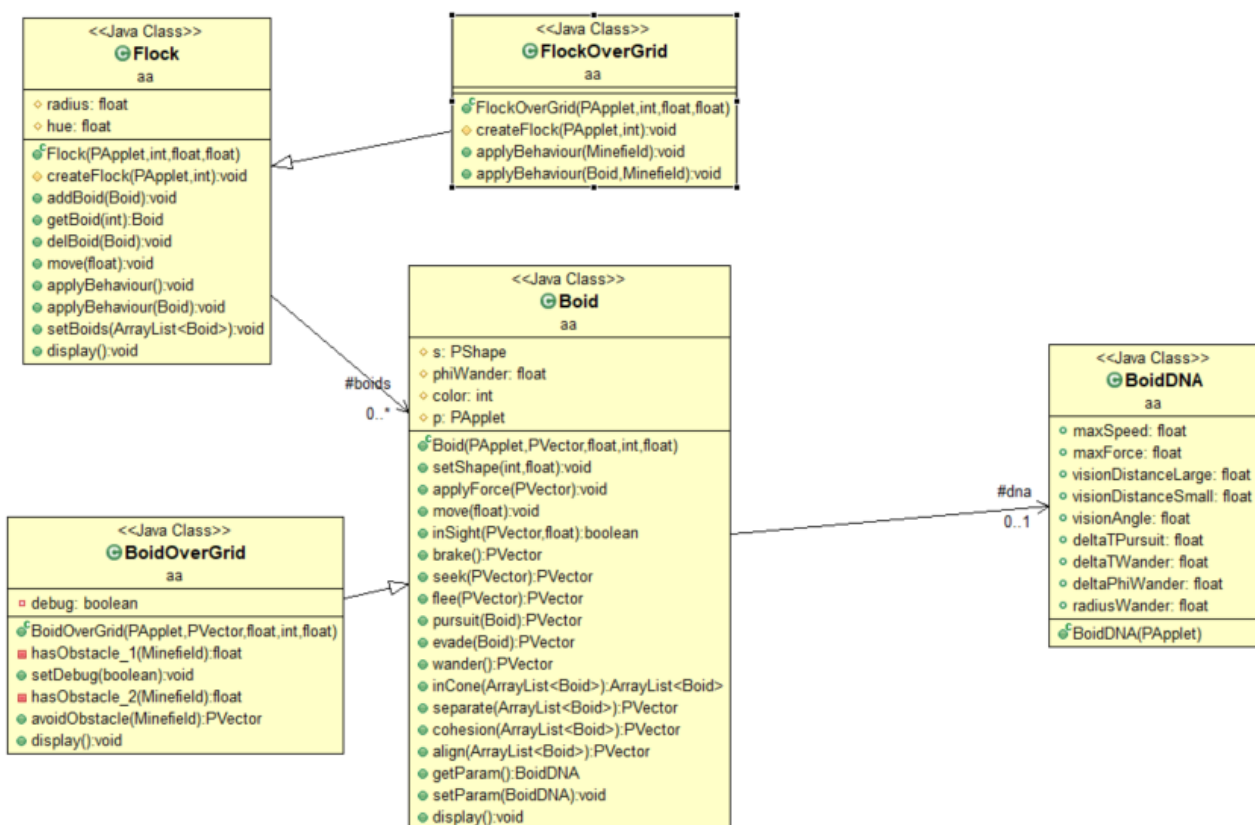 <<Java Class>>
Flock
aa
radius: float
hue: float
Flock(PApplet,int,float,float)
createFlock(PApplet,int):void
addBoid(Boid):void
getBoid(int):Boid
delBoid(Boid):void
move(float):void
applyBehaviour():void
applyBehaviour(Boid):void
setBoids(ArrayList<Boid>):void
display():void
<<Java Class>>
FlockOverGrid
aa
FlockOverGrid(PApplet,int,float,float)
createFlock(PApplet,int):void
applyBehaviour(Minefield):void
applyBehaviour(Boid,Minefield):void
#boids
0..*
<<Java Class>>
Boid
aa
s: PShape
phiWander: float
color: int
p: PApplet
Boid(PApplet,PVector,float,int,float)
setShape(int,float):void
applyForce(PVector):void
move(float):void
inSight(PVector,float):boolean
brake():PVector
seek(PVector):PVector
flee(PVector):PVector
pursuit(Boid):PVector
evade(Boid):PVector
wander():PVector
inCone(ArrayList<Boid>):ArrayList<Boid>
separate(ArrayList<Boid>):PVector
cohesion(ArrayList<Boid>):PVector
align(ArrayList<Boid>):PVector
getParam():BoidDNA
setParam(BoidDNA):void
display():void
#dna
0..1
<<Java Class>>
BoidDNA
aa
maxSpeed: float
maxForce: float
visionDistanceLarge: float
visionDistanceSmall: float
visionAngle: float
deltaTPursuit: float
deltaTWander: float
deltaPhiWander: float
radiusWander: float
BoidDNA(PApplet)
<<Java Class>>
BoidOverGrid
aa
debug: boolean
BoidOverGrid(PApplet,PVector,float,int,float)
hasObstacle_1(Minefield):float
setDebug(boolean):void
hasObstacle_2(Minefield):float
avoidObstacle(Minefield):PVector
display():void